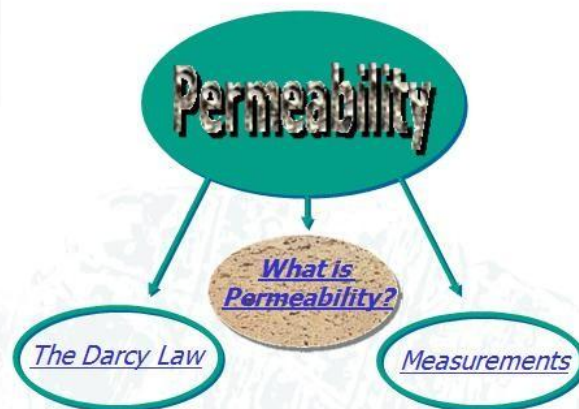 Permeability
What is
Permeability?
The Darcy Law
Measurements